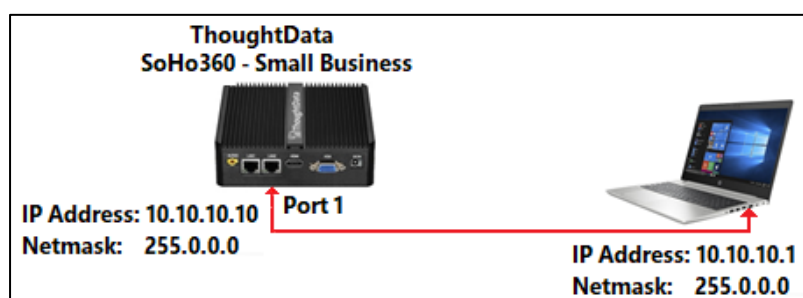 ThoughtData
SoHo360 - Small Business
ThoughtData
Port 1
IP Address: 10.10.10.10
Netmask: 255.0.0.0
IP Address: 10.10.10.1
Netmask: 255.0.0.0